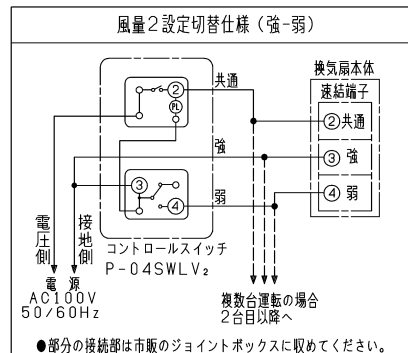 風量2設定切替仕様（強-弱）
換気扇本体
速結端子
共通
②
PL
②共通
強
③強
③
弱
④弱
④
電圧側
接地側
コントロールスイッチ
P-04SWLV₂
電源
AC100V
50/60Hz
複数台運転の場合
2台目以降へ
●部分の接続部は市販のジョイントボックスに収めてください。